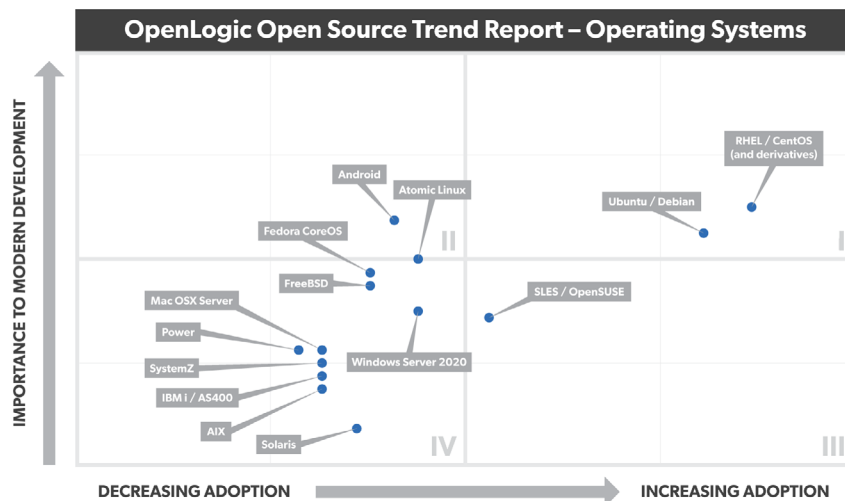 OpenLogic Open Source Trend Report – Operating Systems
IMPORTANCE TO MODERN DEVELOPMENT
RHEL / CentOS
(and derivatives)
Android
Atomic Linux
Ubuntu / Debian
Fedora CoreOS
II
I
FreeBSD
SLES / OpenSUSE
Mac OSX Server
Power
Windows Server 2020
SystemZ
IBM i / AS400
AIX
Solaris
IV
III
DECREASING ADOPTION
INCREASING ADOPTION